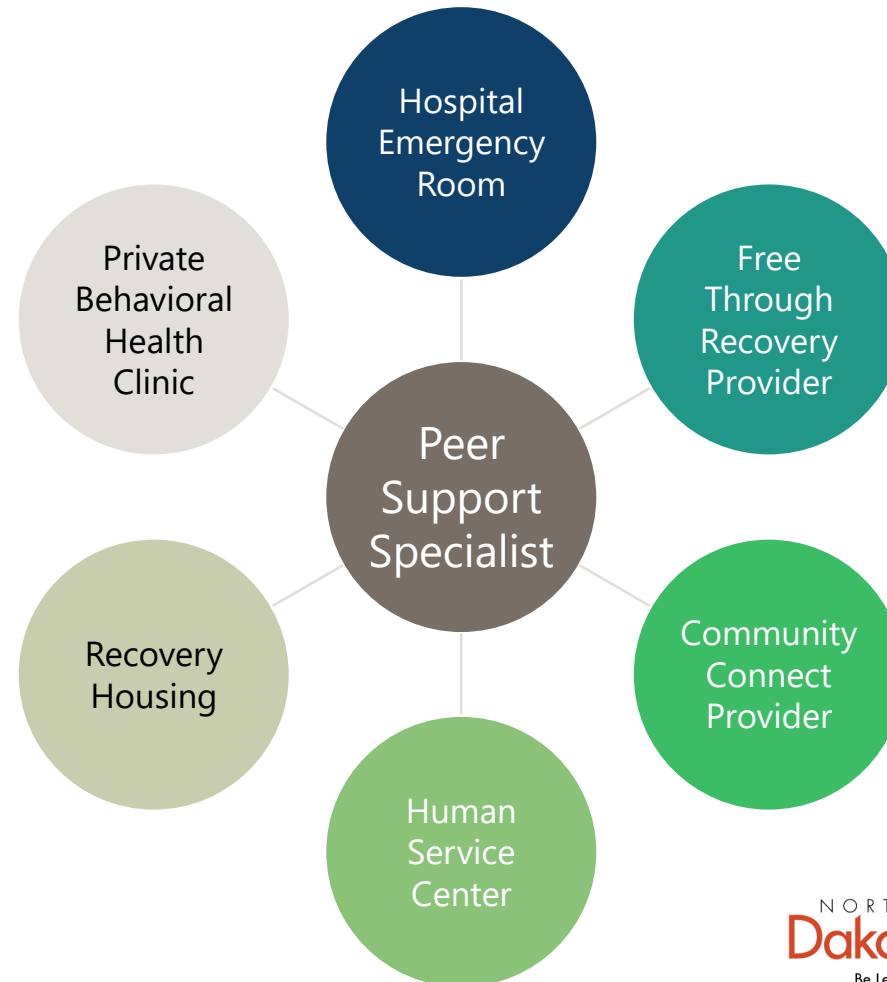 Hospital
Emergency
Room
Free
Through
Recovery
Provider
Community
Connect
Provider
Human
Service
Center
Recovery
Housing
Private
Behavioral
Health
Clinic
Peer
Support
Specialist
Be